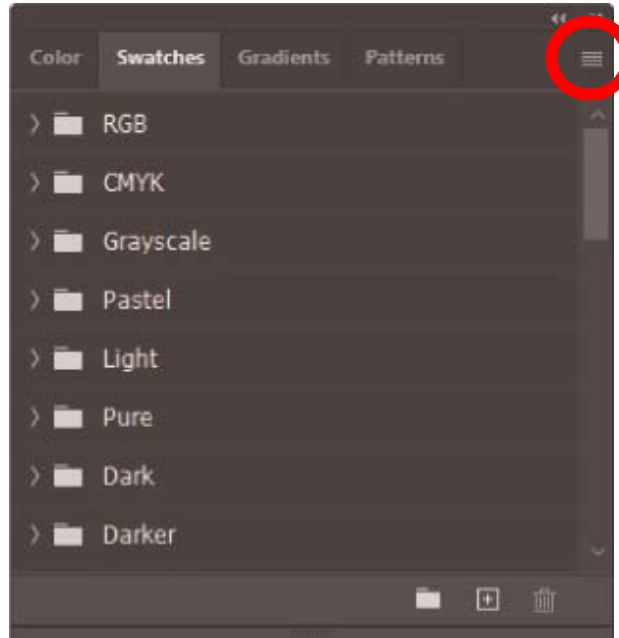 Color Swatches Gradients Patterns
RGB
CMYK
Grayscale
Pastel
Light
Pure
Dark
Darker